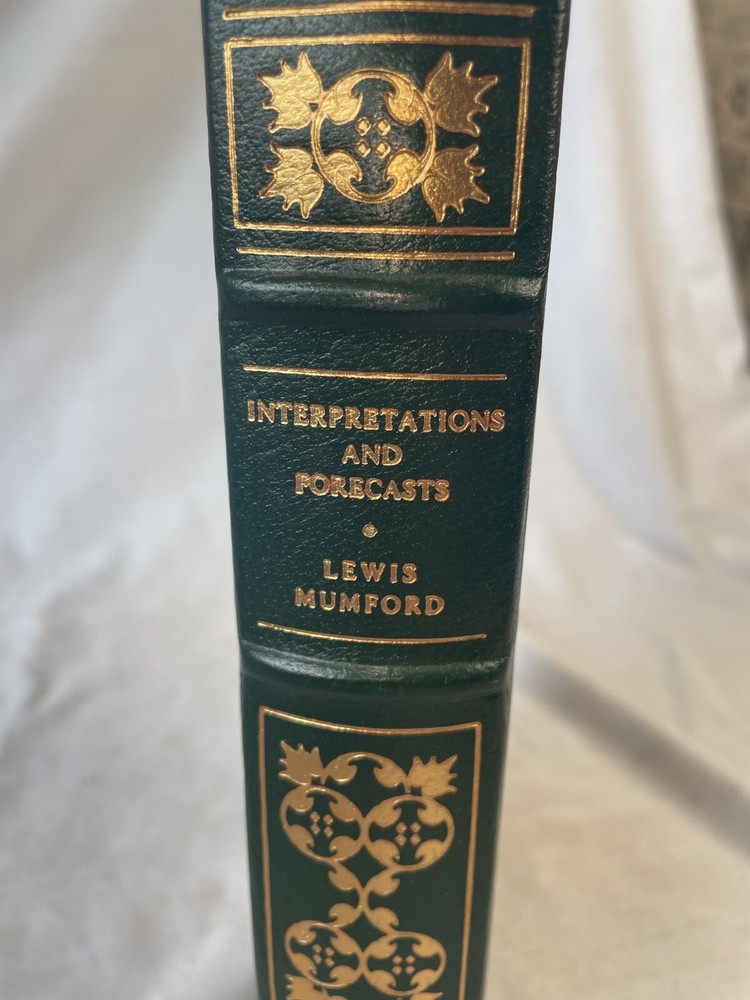 INTERPRETATIONS
AND
FORECASTS
LEWIS
MUMFORD